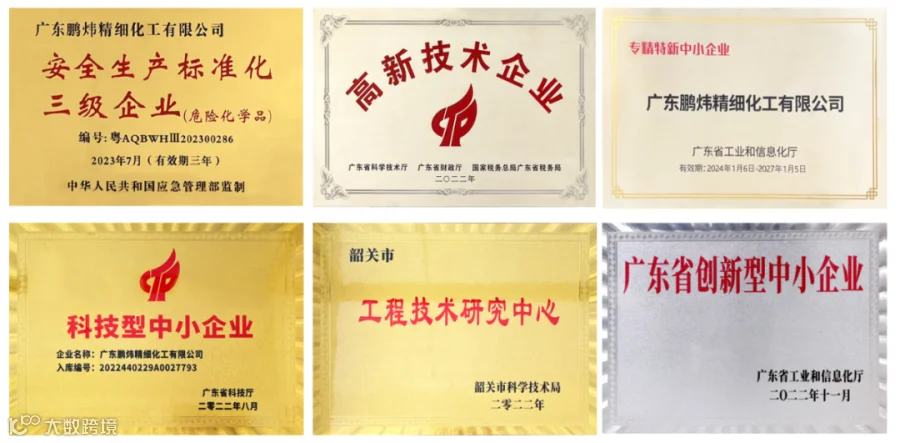 广东鹏炜精细化工有限公司
安全生产标准化
三级企业(危险化学品)
编号:粤AQBWHⅢ202300286
2023年7月(有效期三年)
中华人民共和国应急管理部监制
高新技术企业
广东省科学技术厅 广东省财政厅 国家税务总局广东省税务局
二〇二二年
专精特新中小企业
广东鹏炜精细化工有限公司
广东省工业和信息化厅
有效期:2024年1月6日-2027年1月5日
科技型中小企业
企业名称:广东鹏炜精细化工有限公司
入库编号:2022440229A0027793
广东省科技厅
二零二二年八月
韶关市
工程技术研究中心
韶关市科学技术局
二零二二年
广东省创新型中小企业
广东省工业和信息化厅
二〇二二年十一月
大数跨境